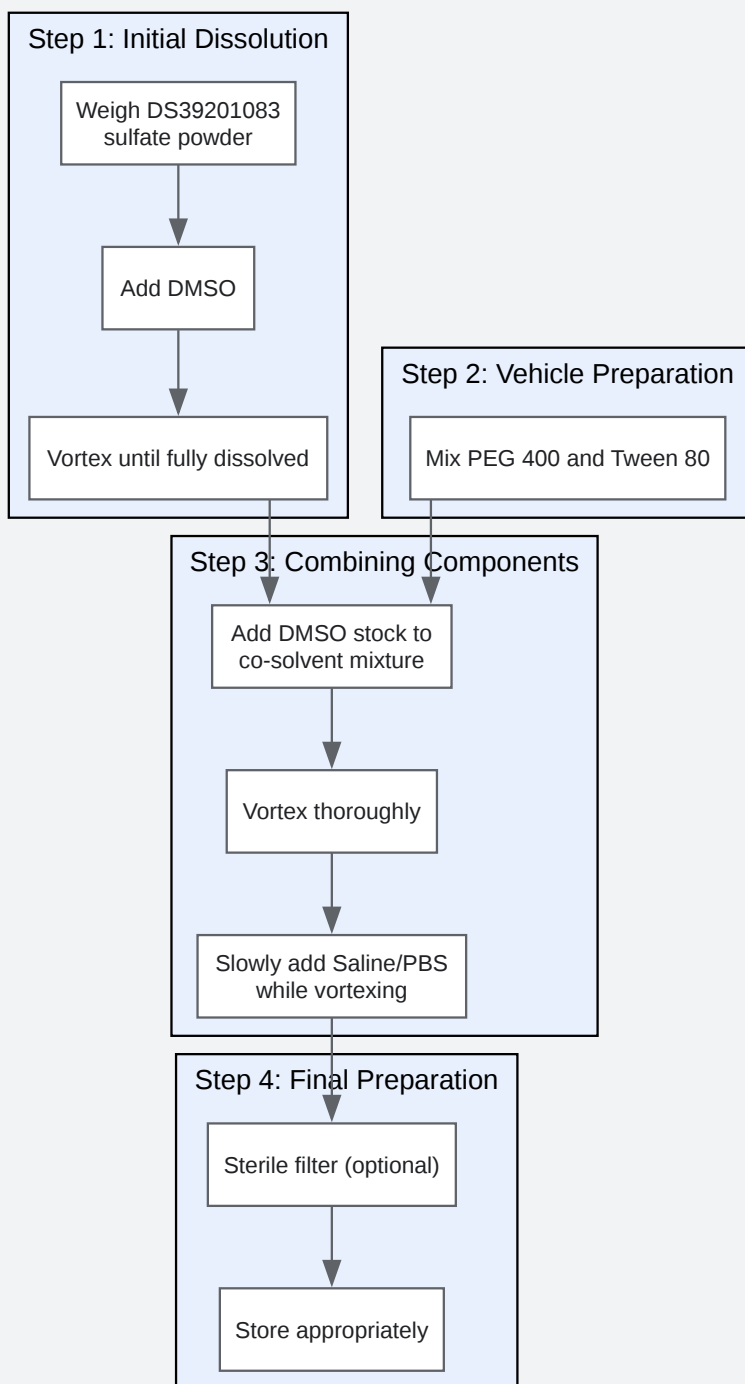 Step 1: Initial Dissolution
Weigh DS39201083
sulfate powder
Add DMSO
Vortex until fully dissolved
Step 2: Vehicle Preparation
Mix PEG 400 and Tween 80
Step 3: Combining Components
Add DMSO stock to
co-solvent mixture
Vortex thoroughly
Slowly add Saline/PBS
while vortexing
Step 4: Final Preparation
Sterile filter (optional)
Store appropriately